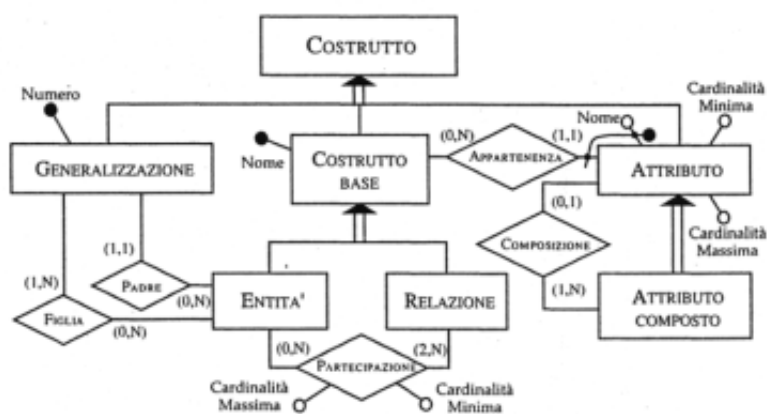 COSTRUTTO
Numero
Cardinalità
Minima
(0,N)
(1,1)
Nome
GENERALIZZAZIONE
Nome
COSTRUTTO
BASE
APPARTENENZA
ATTRIBUTO
(0,1)
Cardinalità
Massima
(1,1)
COMPOSIZIONE
(1,N)
PADRE
(0,N)
(1,N)
ENTITA'
RELAZIONE
ATTRIBUTO
COMPOSTO
FIGLIA
(0,N)
(0,N)
(2,N)
PARTECIPAZIONE
Cardinalità
Massima
Cardinalità
Minima